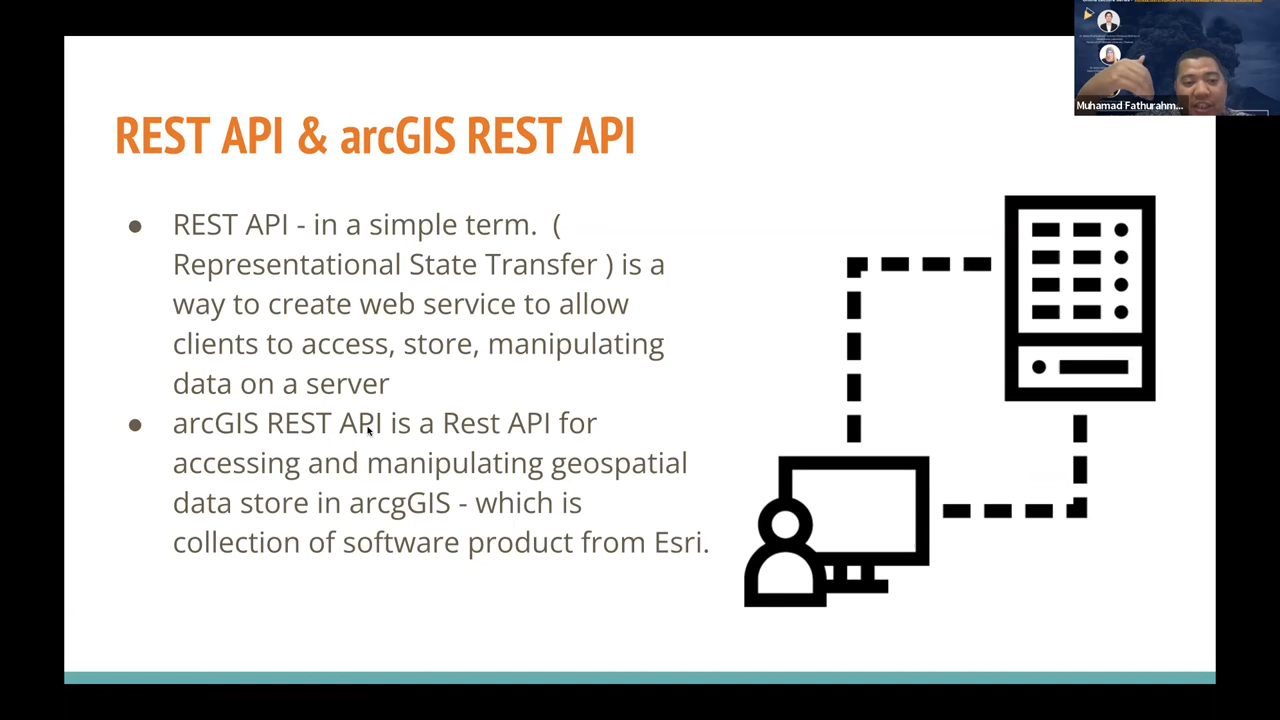 REST API & arcGIS REST API
● REST API - in a simple term. (
Representational State Transfer ) is a
way to create web service to allow
clients to access, store, manipulating
data on a server
● arcGIS REST API is a Rest API for
accessing and manipulating geospatial
data store in arcgGIS - which is
collection of software product from Esri.
Muhamad Fathurahm...